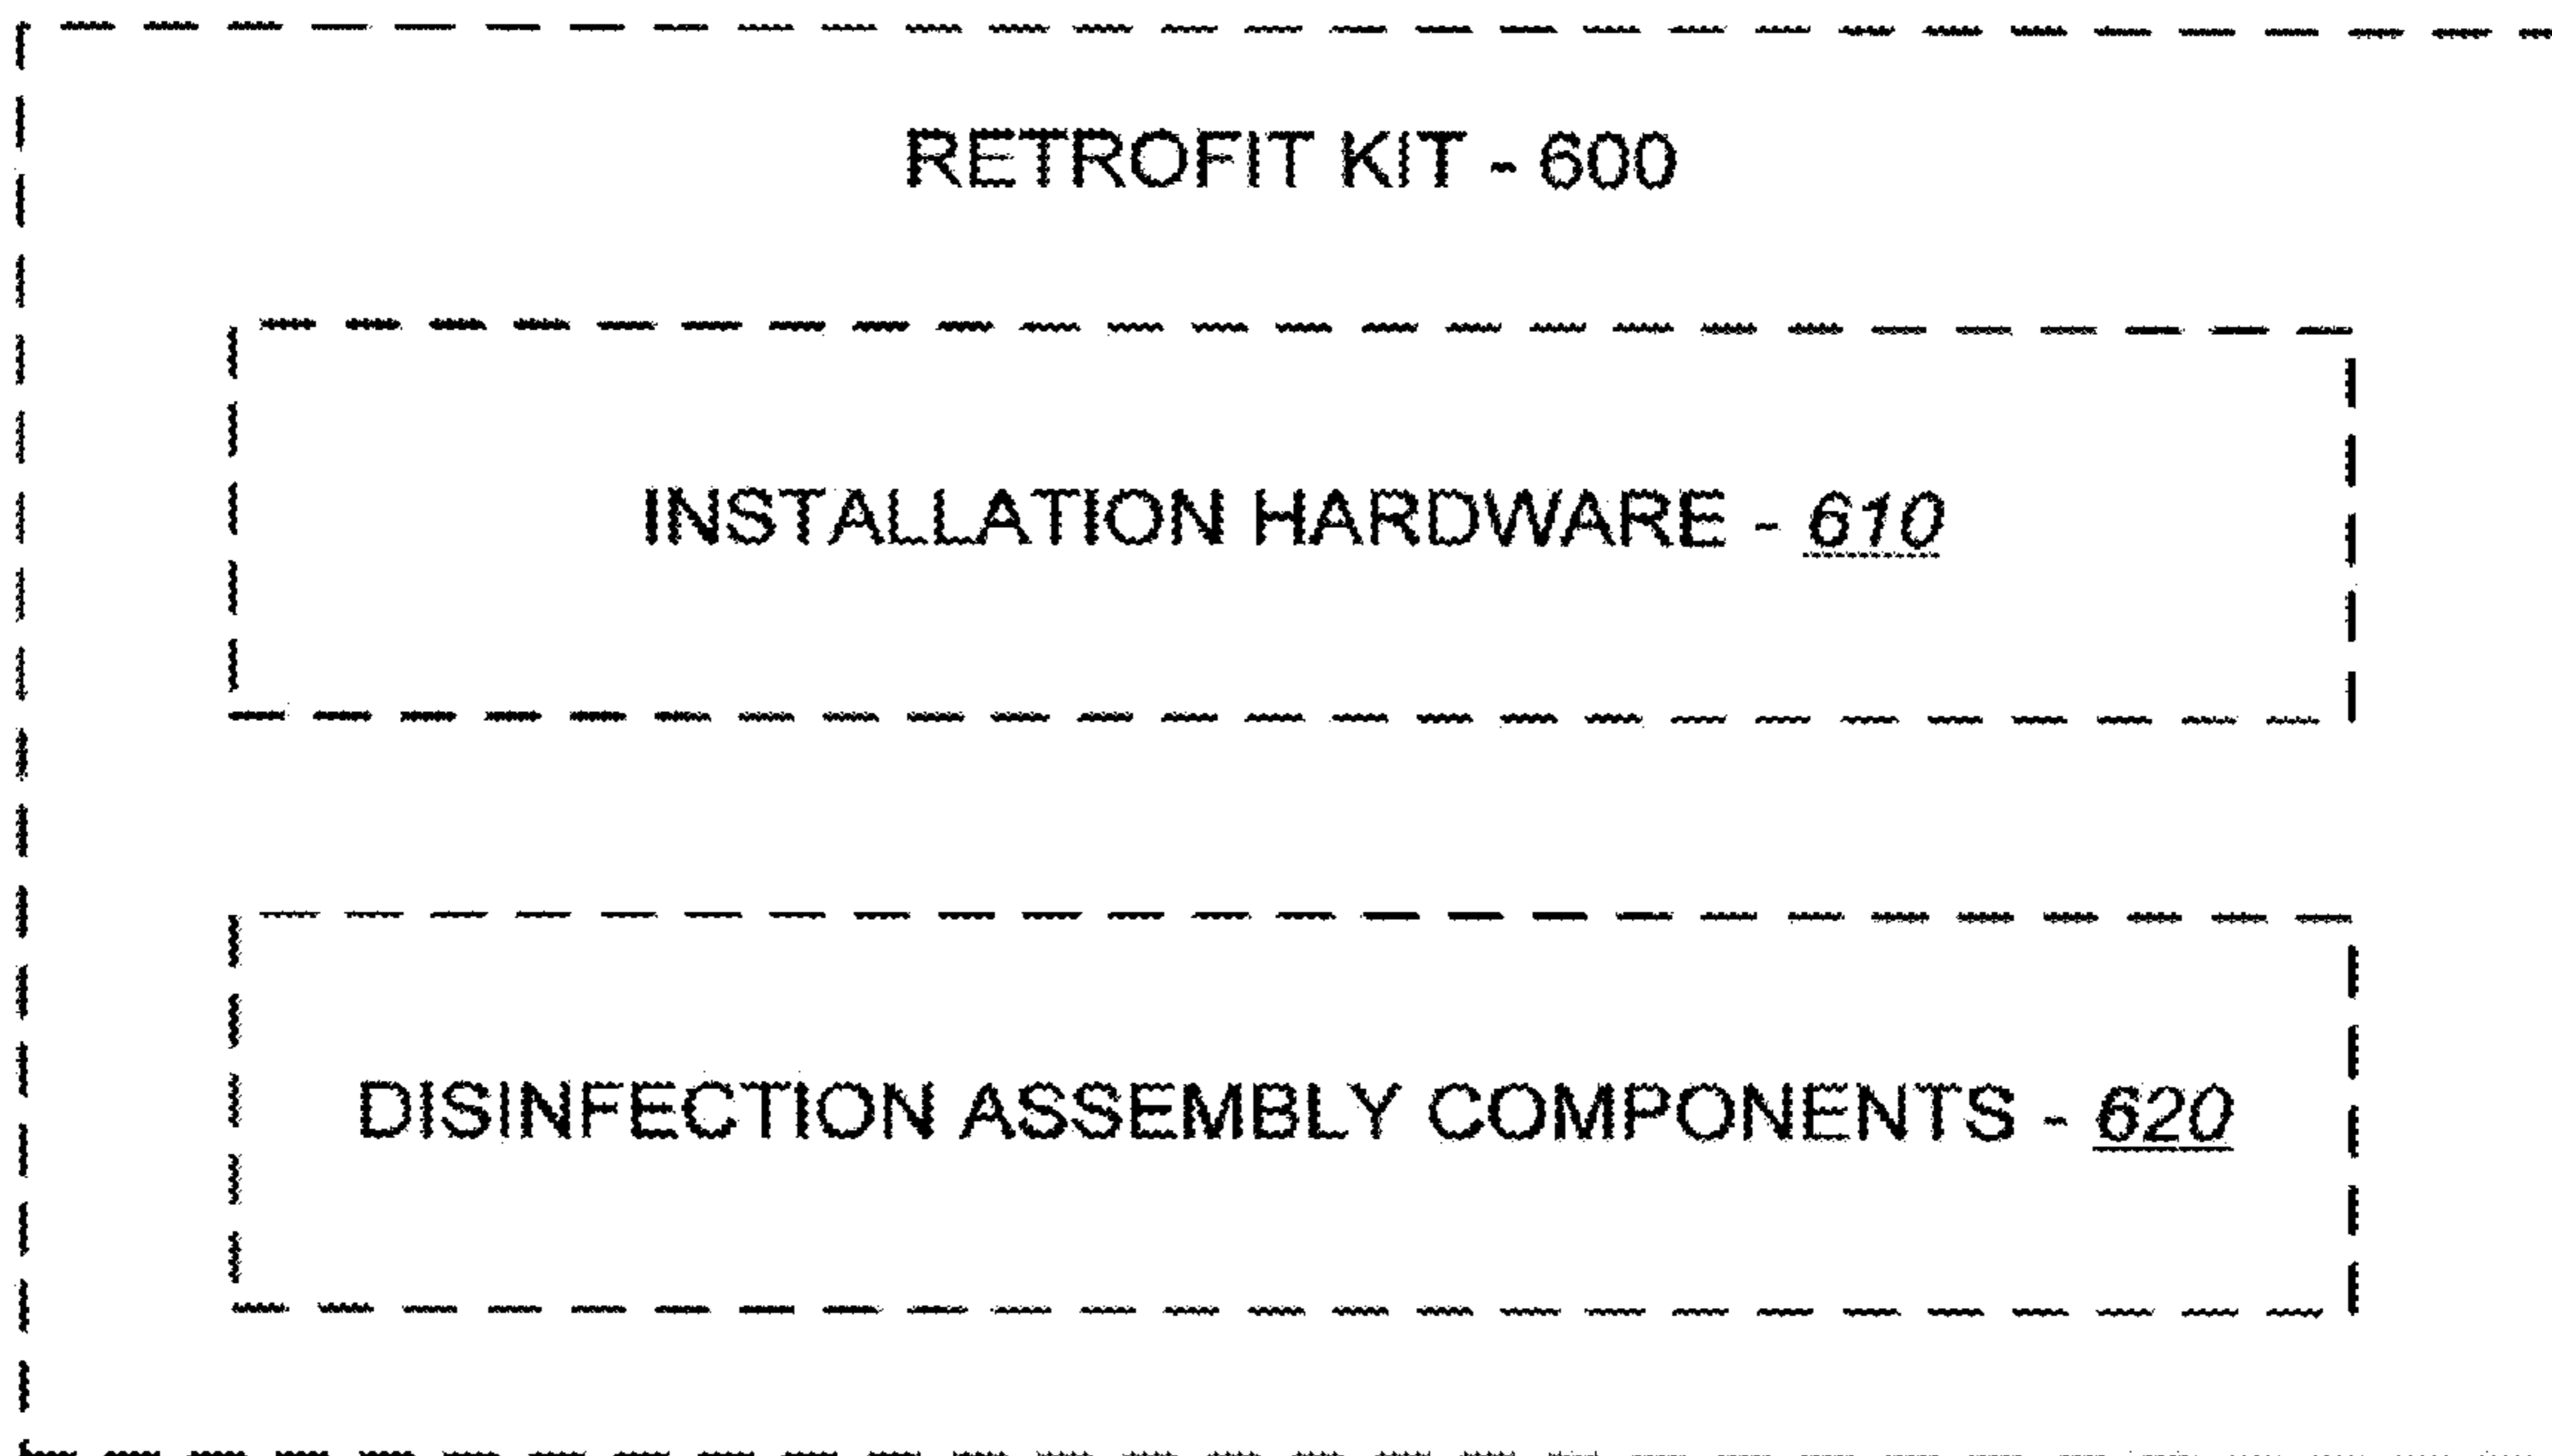 RETROFIT KIT - 600
INSTALLATION HARDWARE - 610
DISINFECTION ASSEMBLY COMPONENTS - 620